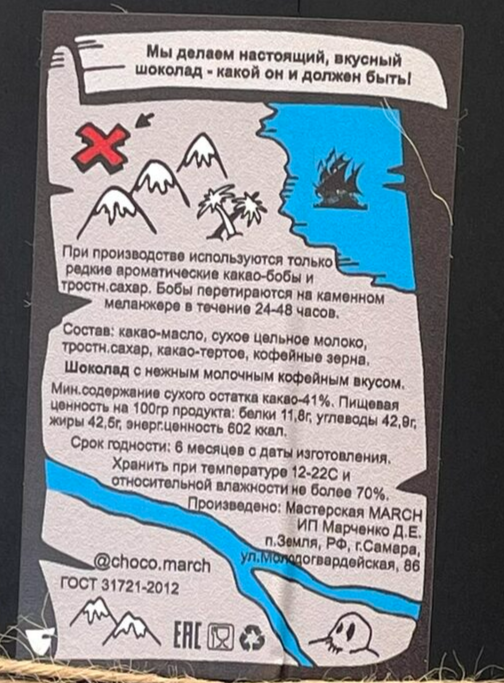 Мы делаем настоящий, вкусный
шоколад - какой он и должен быть!
При производстве используются только
редкие ароматические какао-бобы и
тростн.сахар. Бобы перетираются на каменном
меланжере в течение 24-48 часов.
Состав: какао-масло, сухое цельное молоко,
тростн.сахар, какао-тертое, кофейные зерна.
Шоколад с нежным молочным кофейным вкусом.
Мин.содержание сухого остатка какао-41%. Пищевая
ценность на 100гр продукта: белки 11,8г, углеводы 42,9г,
жиры 42,5г, энерг.ценность 602 ккал.
Срок годности: 6 месяцев с даты изготовления.
Хранить при температуре 12-22С и
относительной влажности не более 70%.
Произведено: Мастерская MARCH
ИП Марченко Д.Е.
п.Земля, РФ, г.Самара,
ул.Молодогвардейская, 86
@choco.march
ГОСТ 31721-2012
ЕАС